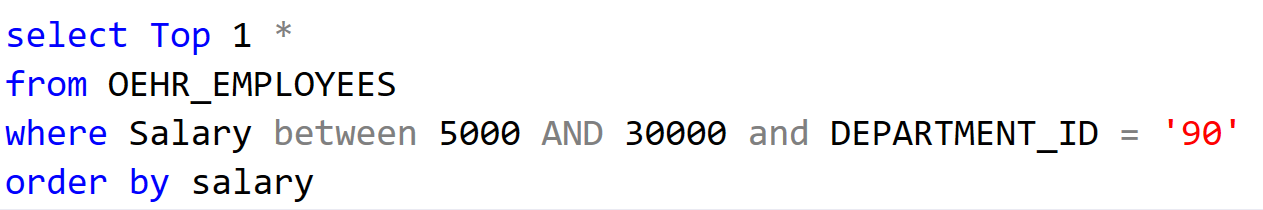 select Top 1 *
from OEHR_EMPLOYEES
where Salary between 5000 AND 30000 and DEPARTMENT_ID = '90'
order by salary